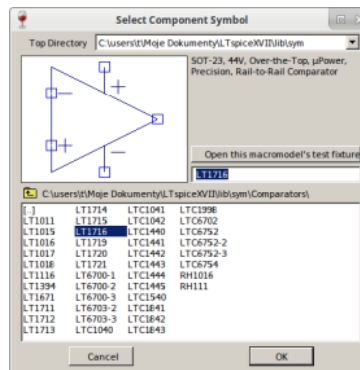 Select Component Symbol
Top Directory C:\users\t\Moje Dokumenty\LTspiceXVII\lib\sym
SOT-23, 44V, Over-the-Top, µPower,
Precision, Rail-to-Rail Comparator
Open this macromodel's test fixture
LT1716
C:\users\t\Moje Dokumenty\LTspiceXVII\lib\sym\Comparators\
[..] LT1714 LTC1041 LTC1998
LT1011 LT1715 LTC1042 LTC6702
LT1015 LT1716 LTC1440 LTC6752
LT1016 LT1719 LTC1441 LTC6752-2
LT1017 LT1720 LTC1442 LTC6752-3
LT1018 LT1721 LTC1443 LTC6754
LT1116 LT6700-1 LTC1444 RH1016
LT1394 LT6700-2 LTC1445 RH111
LT1671 LT6700-3 LTC1540
LT1711 LT6703-2 LTC1841
LT1712 LT6703-3 LTC1842
LT1713 LTC1040 LTC1843
Cancel OK